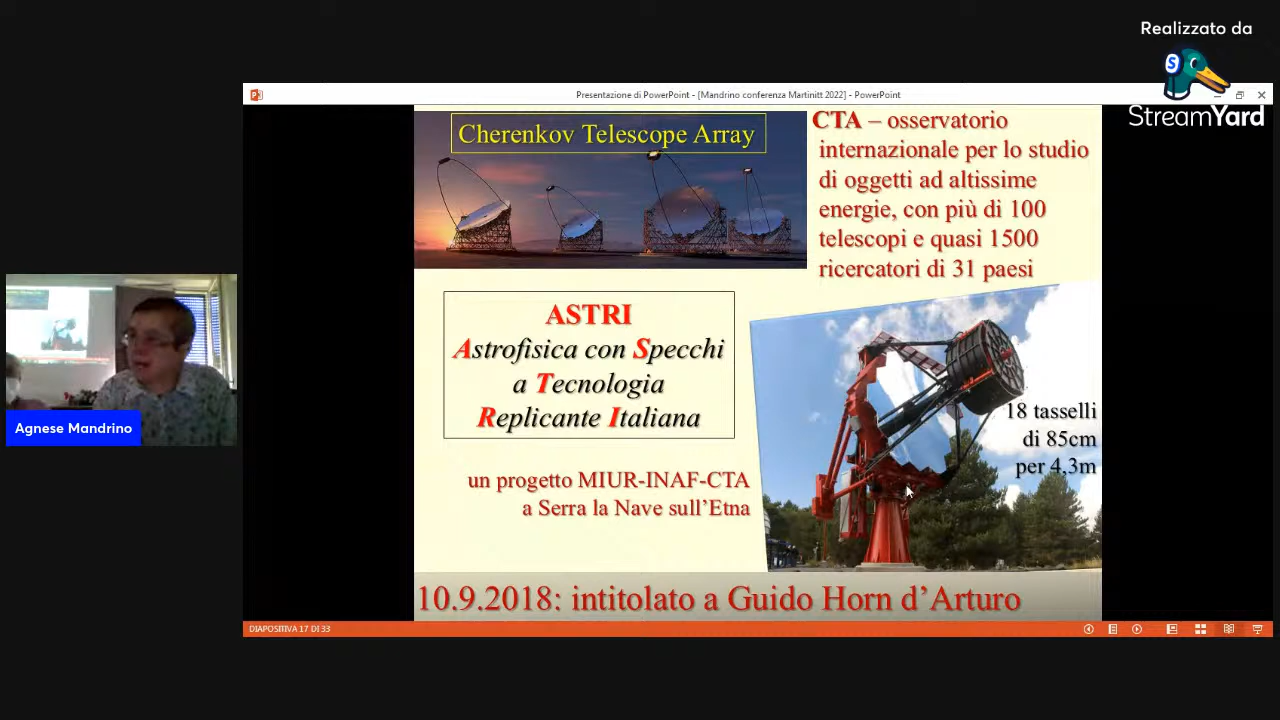 Realizzato da
S
StreamYard
Presentazione di PowerPoint - [Mandrino conferenza Martinitt 2022] - PowerPoint
Cherenkov Telescope Array
CTA – osservatorio
internazionale per lo studio
di oggetti ad altissime
energie, con più di 100
telescopi e quasi 1500
ricercatori di 31 paesi
ASTRI
Astrofisica con Specchi
a Tecnologia
Replicante Italiana
18 tasselli
di 85cm
per 4,3m
un progetto MIUR-INAF-CTA
a Serra la Nave sull’Etna
10.9.2018: intitolato a Guido Horn d’Arturo
Agnese Mandrino
DIAPOSITIVA 17 DI 33